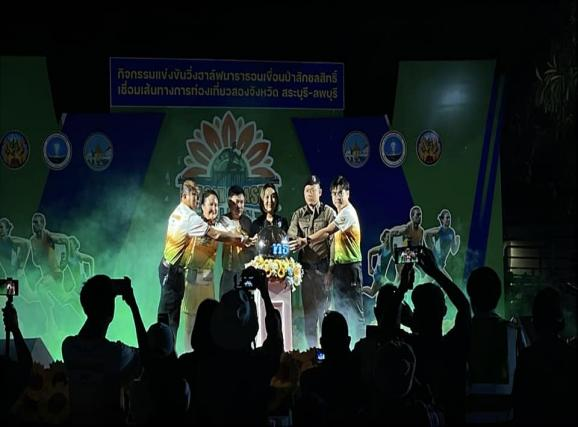 กิจกรรมแข่งขันวิ่งฮาล์ฟมาราธอนเขื่อนป่าสักชลสิทธิ์
เชื่อมเส้นทางการท่องเที่ยวสองจังหวัด สระบุรี-ลพบุรี